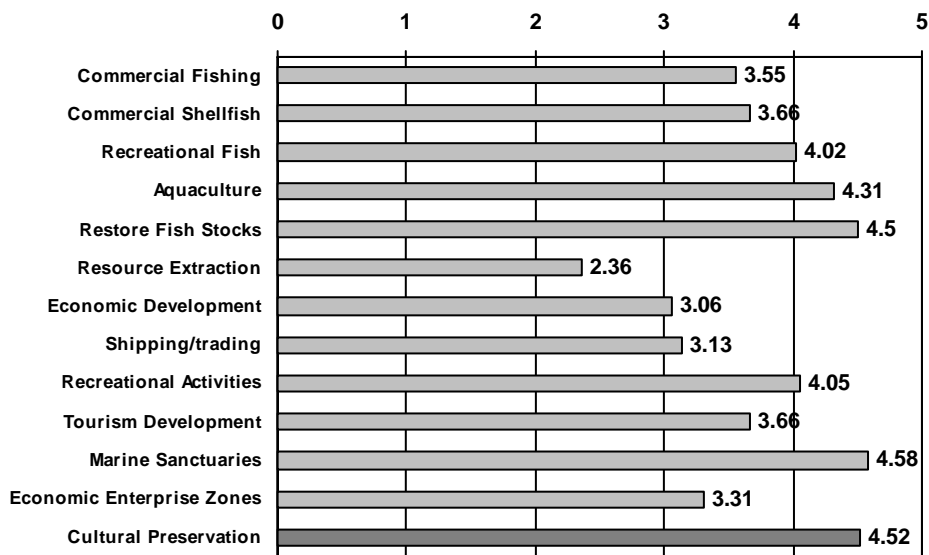 0 1 2 3 4 5
Commercial Fishing 3.55
Commercial Shellfish 3.66
Recreational Fish 4.02
Aquaculture 4.31
Restore Fish Stocks 4.5
Resource Extraction 2.36
Economic Development 3.06
Shipping/trading 3.13
Recreational Activities 4.05
Tourism Development 3.66
Marine Sanctuaries 4.58
Economic Enterprise Zones 3.31
Cultural Preservation 4.52